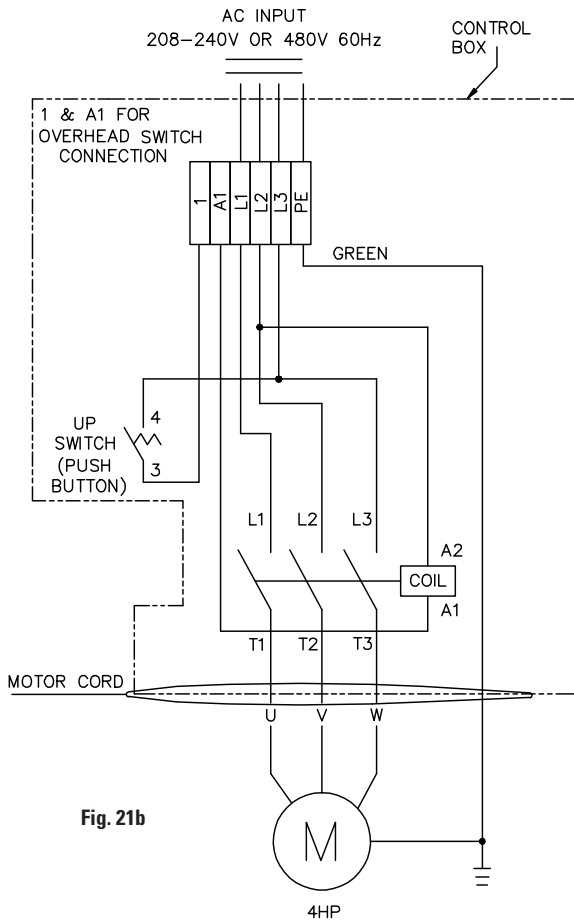 AC INPUT
208-240V OR 480V 60Hz
CONTROL
BOX
1 & A1 FOR
OVERHEAD SWITCH
CONNECTION
1
A1
L1
L2
L3
PE
GREEN
4
UP
SWITCH
(PUSH
BUTTON)
3
L1
L2
L3
A2
COIL
A1
T1
T2
T3
MOTOR CORD
U
V
W
Fig. 21b
M
4HP